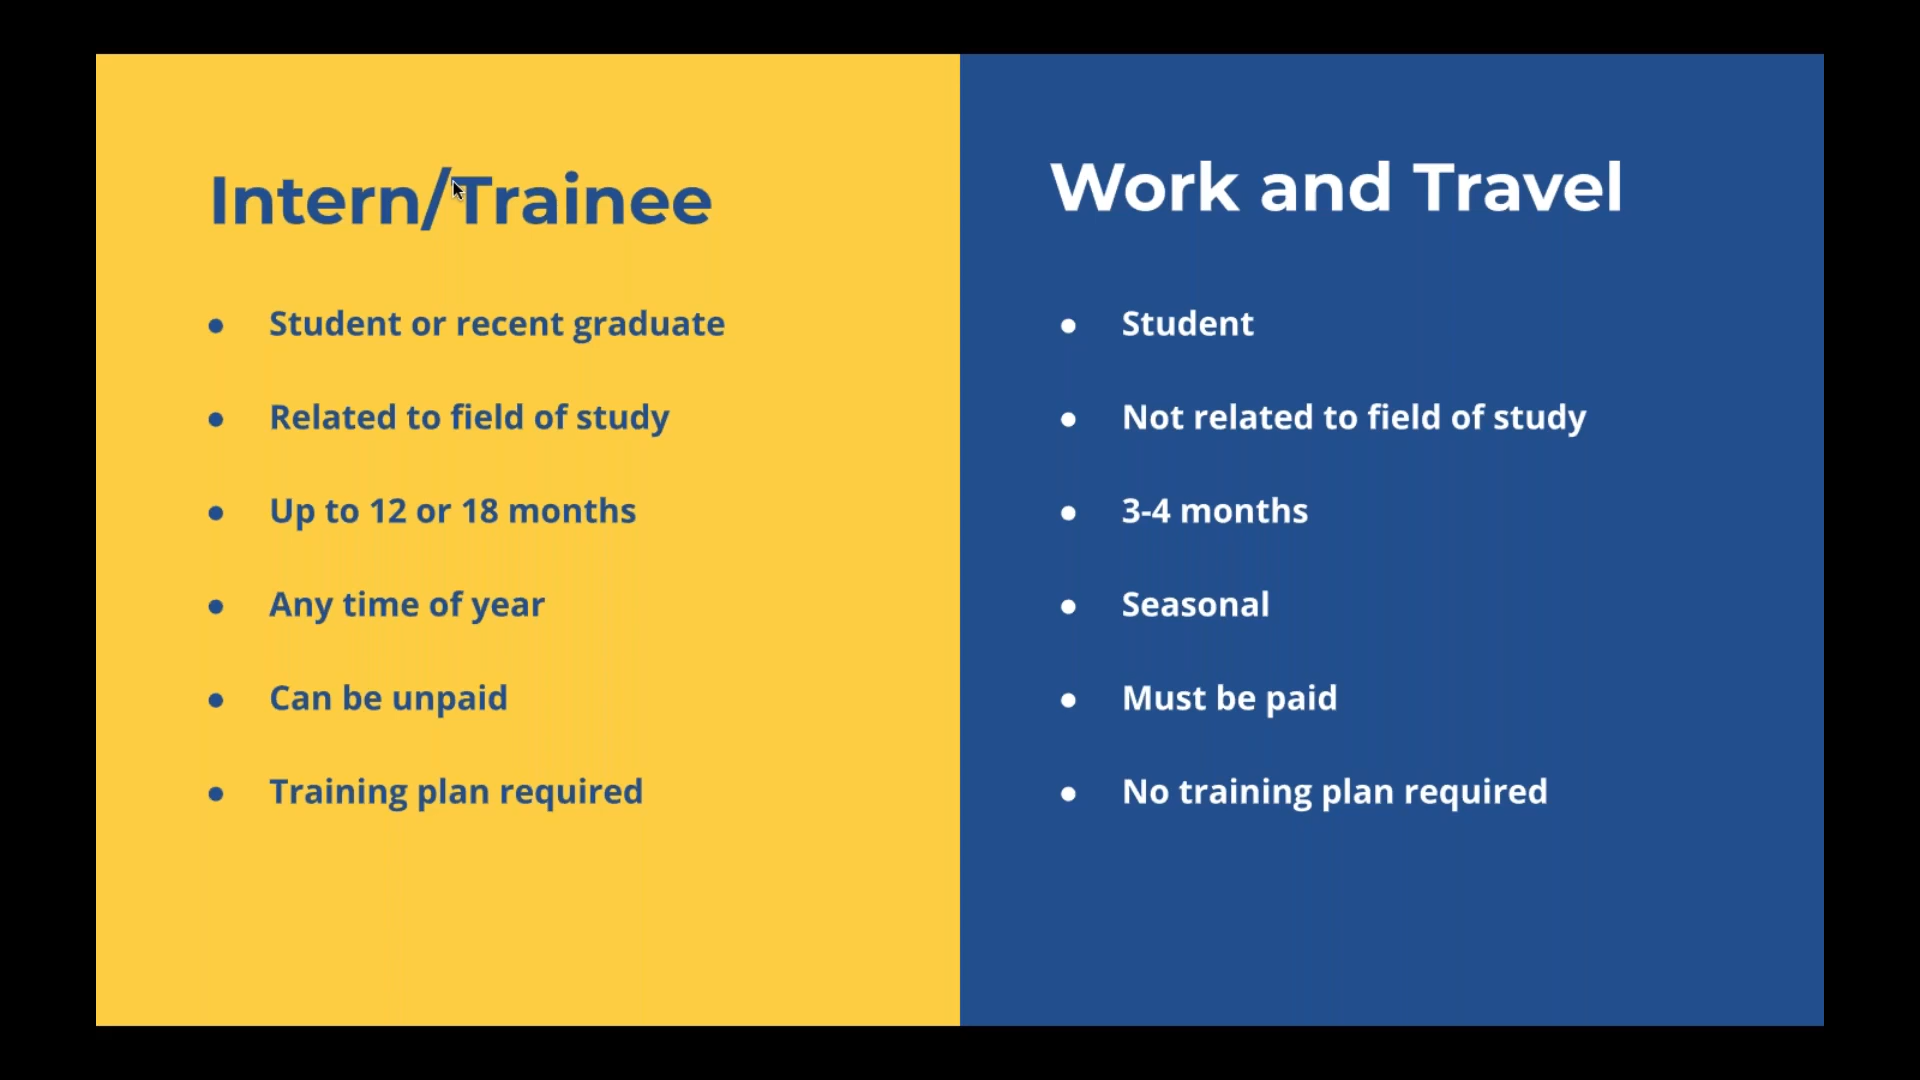 Intern/Trainee
● Student or recent graduate
● Related to field of study
● Up to 12 or 18 months
● Any time of year
● Can be unpaid
● Training plan required
Work and Travel
● Student
● Not related to field of study
● 3-4 months
● Seasonal
● Must be paid
● No training plan required